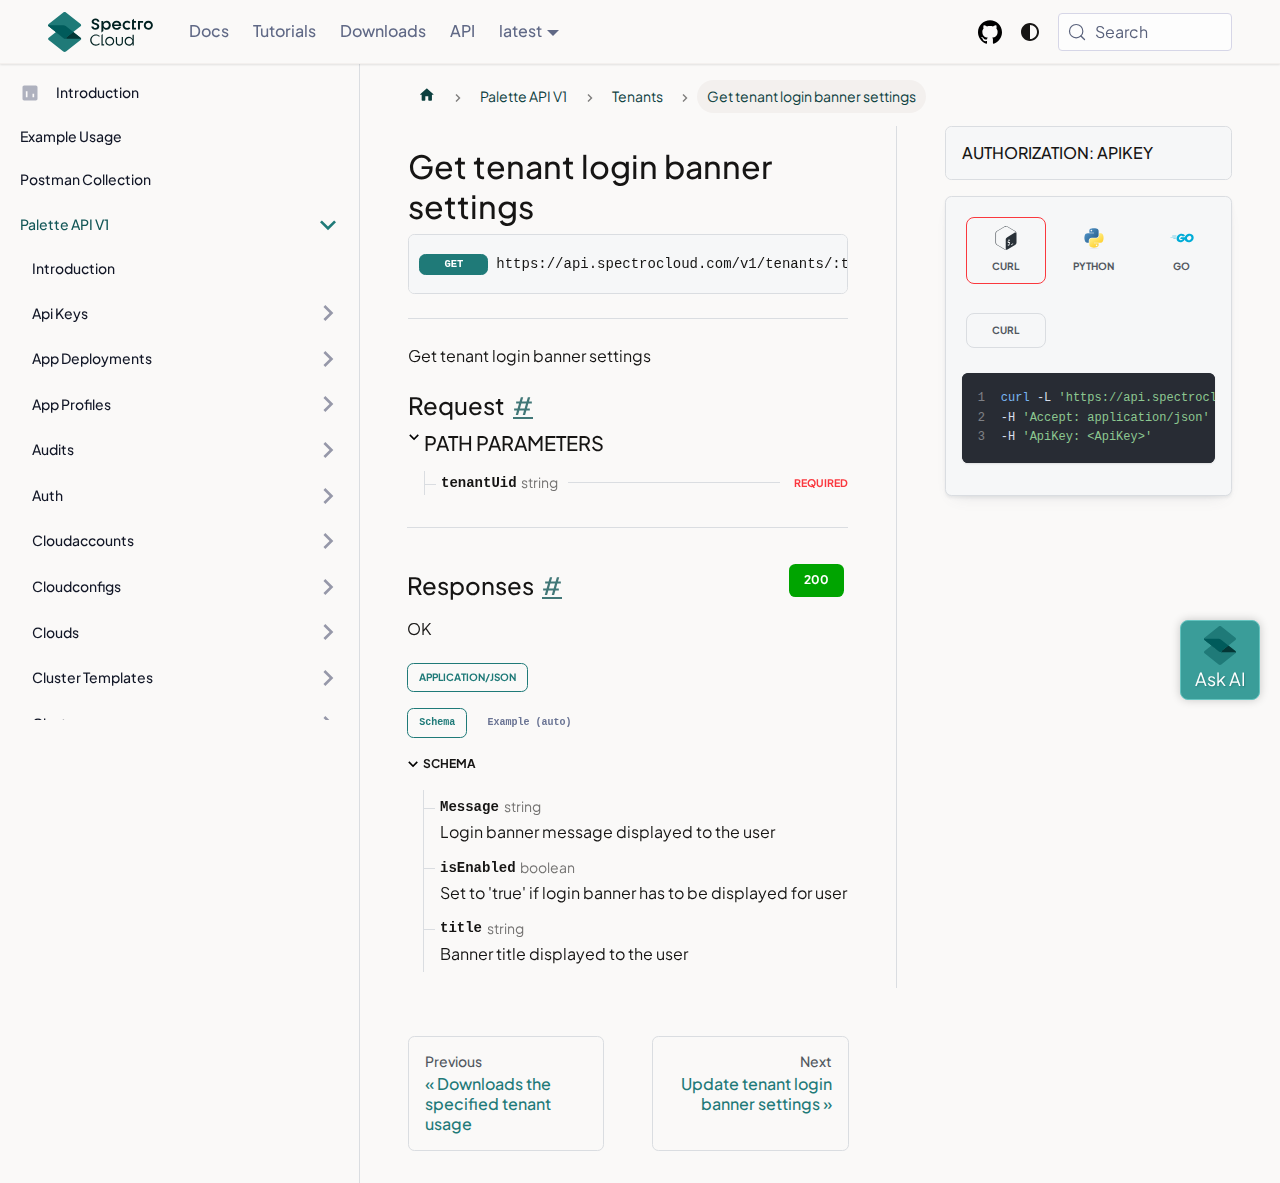 Spectro Cloud
Docs
Tutorials
Downloads
API
latest
Search
Introduction
Example Usage
Postman Collection
Palette API V1
Introduction
Api Keys
App Deployments
App Profiles
Audits
Auth
Cloudaccounts
Cloudconfigs
Clouds
Cluster Templates
Palette API V1
Tenants
Get tenant login banner settings
Get tenant login banner
settings
GET https://api.spectrocloud.com/v1/tenants/:t
Get tenant login banner settings
Request #
PATH PARAMETERS
tenantUid string REQUIRED
Responses #
200
OK
APPLICATION/JSON
Schema
Example (auto)
SCHEMA
Message string
Login banner message displayed to the user
isEnabled boolean
Set to 'true' if login banner has to be displayed for user
title string
Banner title displayed to the user
Previous
« Downloads the
specified tenant
usage
Next
Update tenant login
banner settings »
AUTHORIZATION: APIKEY
CURL
PYTHON
GO
CURL
1 curl -L 'https://api.spectrocl
2 -H 'Accept: application/json'
3 -H 'ApiKey: <ApiKey>'
Ask AI